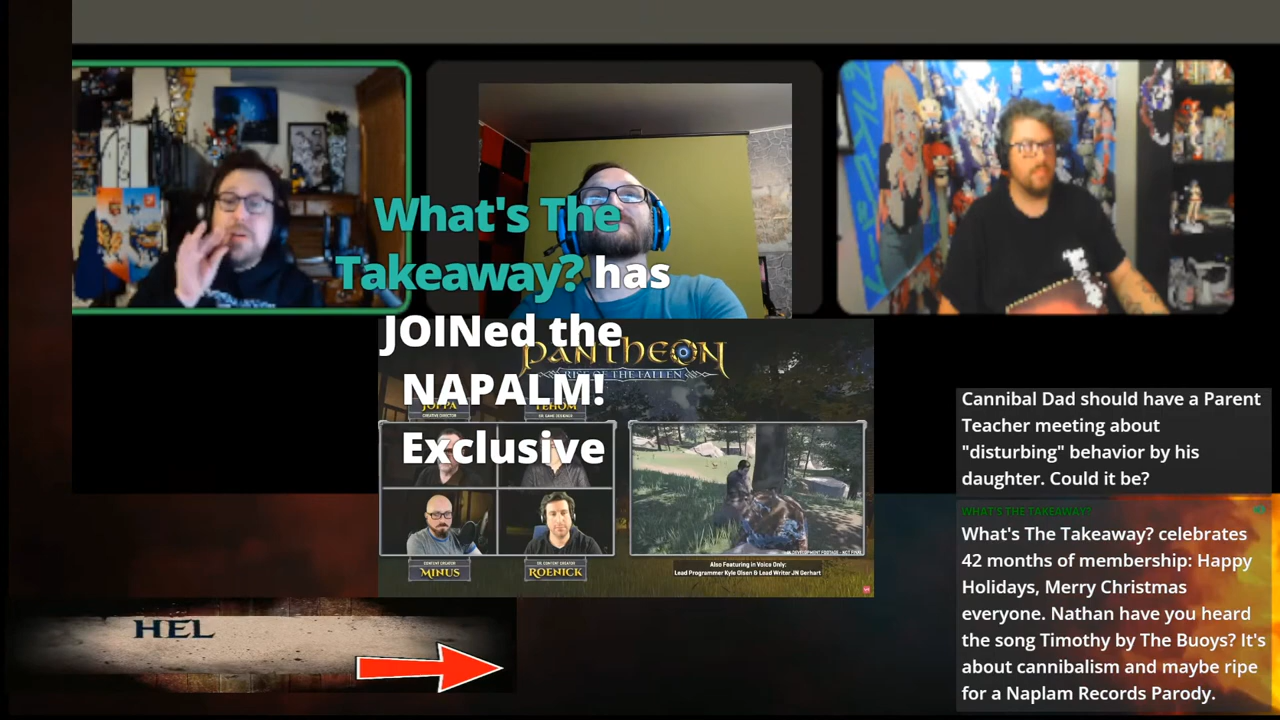 What's The
Takeaway? has
JOINed the
NAPALM!
Exclusive
PANTHEON
RISE OF THE FALLEN
JOPPA
CREATIVE DIRECTOR
TEHOM
MINUS
ROENICK
Also Featuring in Voice Only:
Lead Programmer Kyle Olsen & Lead Writer JN Gerhart
Cannibal Dad should have a Parent
Teacher meeting about
"disturbing" behavior by his
daughter. Could it be?
WHAT'S THE TAKEAWAY?
What's The Takeaway? celebrates
42 months of membership: Happy
Holidays, Merry Christmas
everyone. Nathan have you heard
the song Timothy by The Buoys? It's
about cannibalism and maybe ripe
for a Naplam Records Parody.
HEL